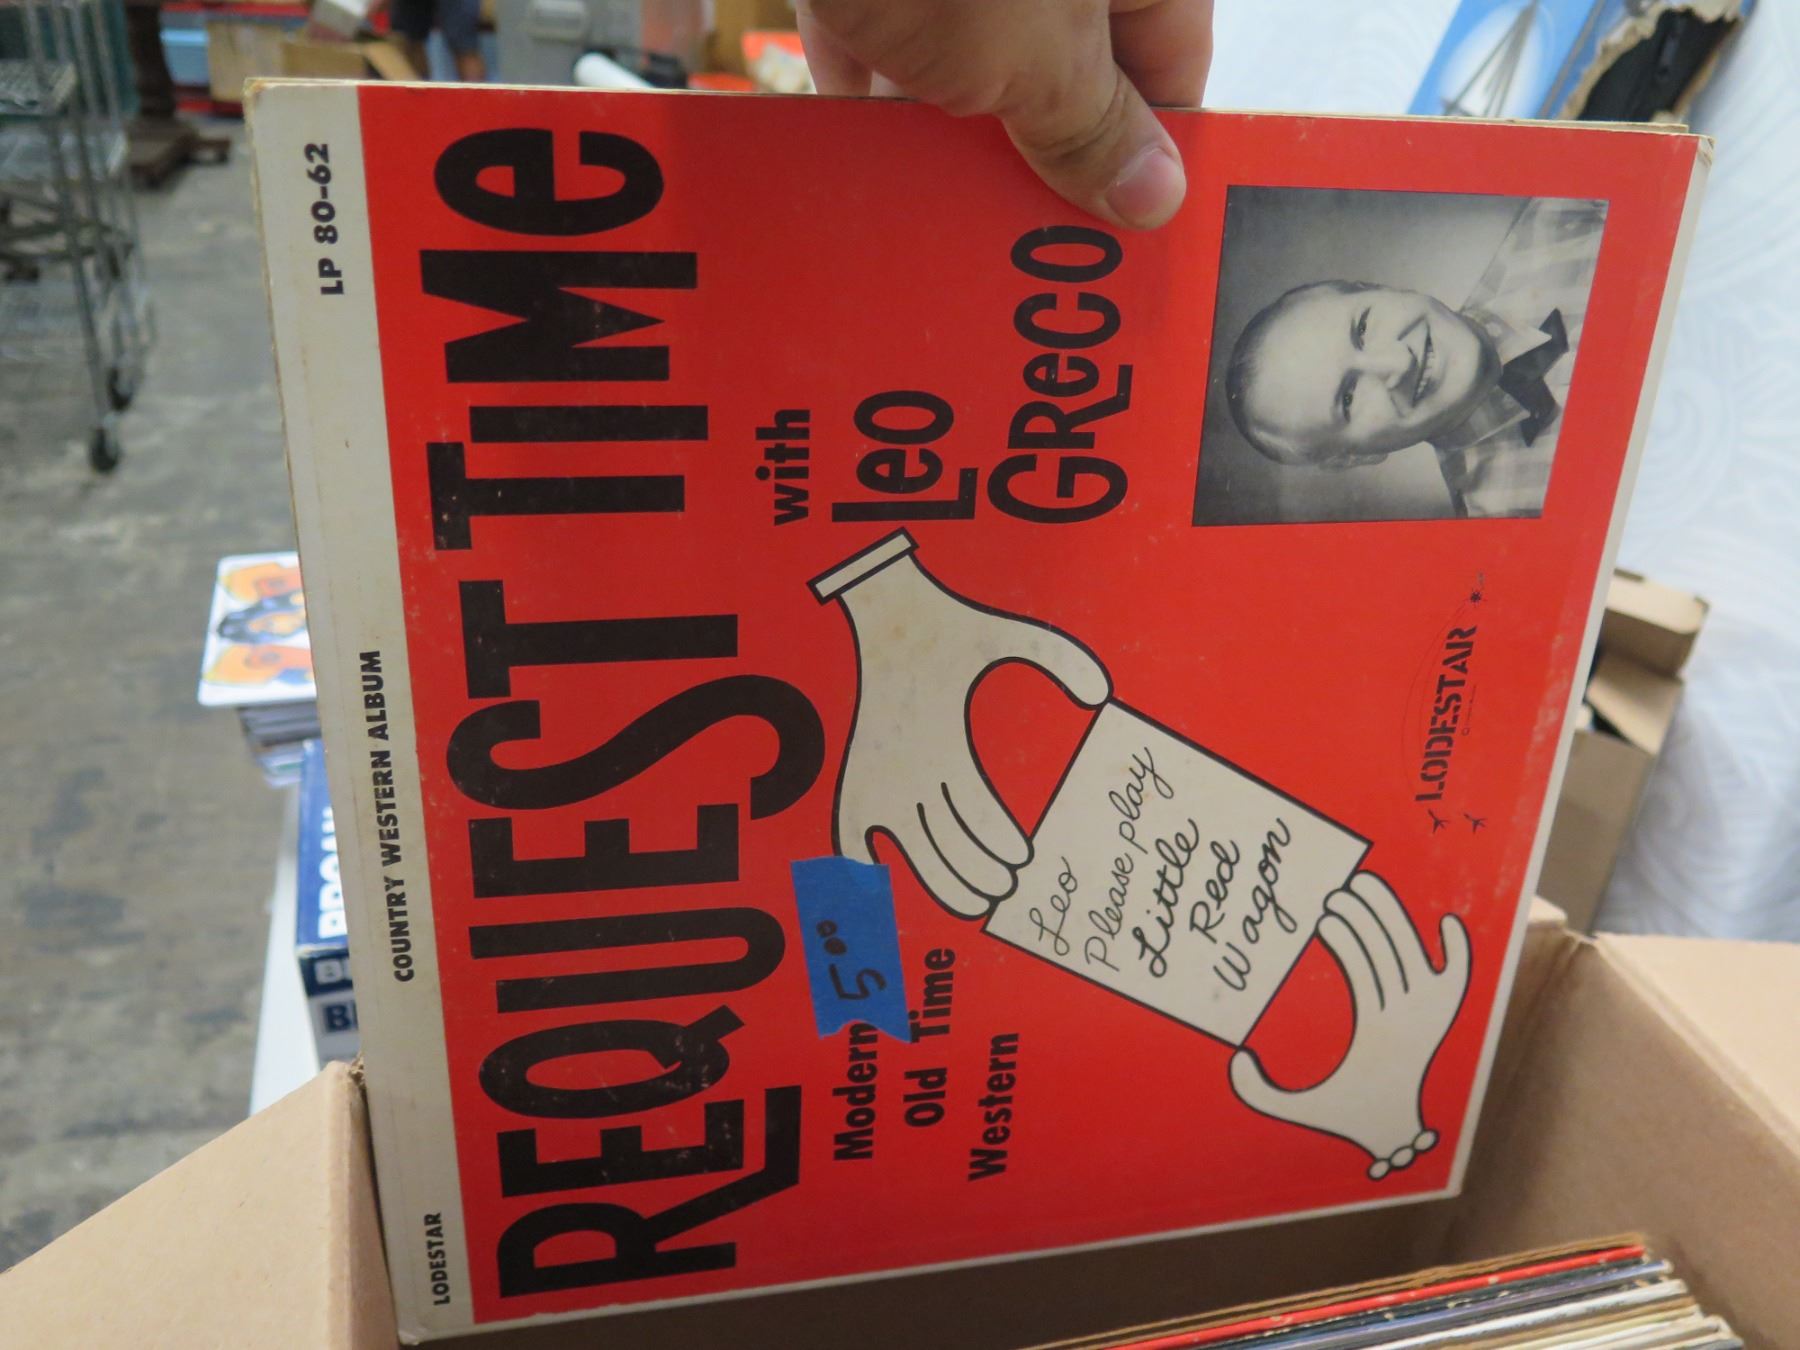 LODESTAR
COUNTRY WESTERN ALBUM
LP 80-62
REQUEST TIME
with
Leo
GReco
Modern
Old Time
Western
5.00
Leo
Please play
Little
Red
Wagon
LODESTAR